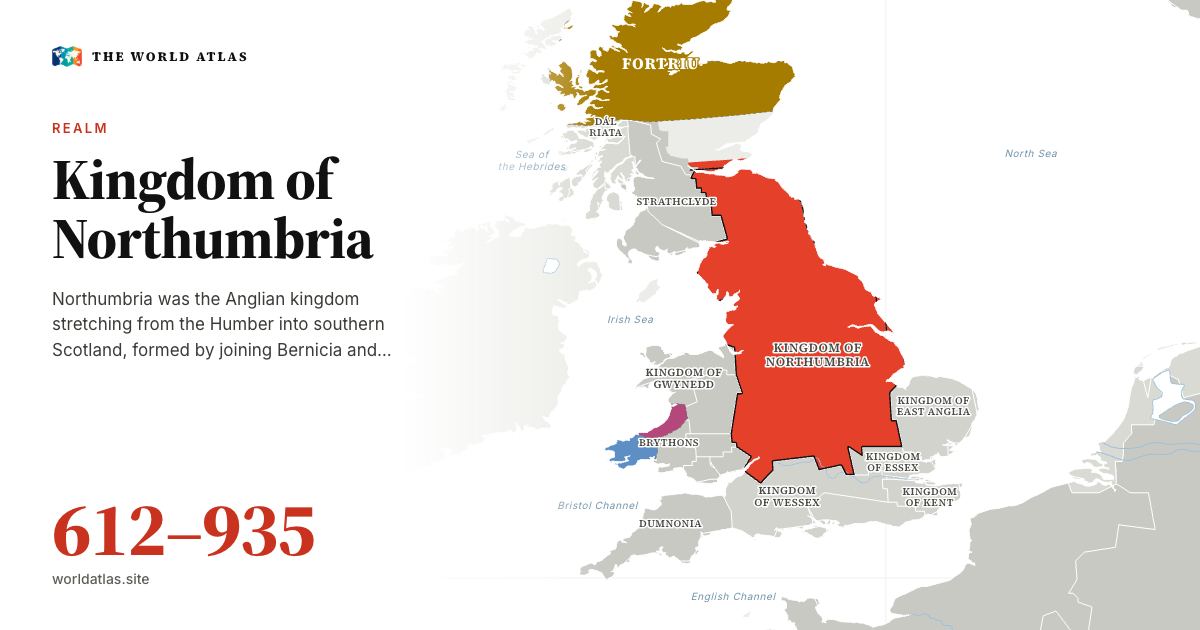 THE WORLD ATLAS
REALM
Kingdom of
Northumbria
Northumbria was the Anglian kingdom
stretching from the Humber into southern
Scotland, formed by joining Bernicia and...
612–935
worldatlas.site
FORTRIU
DÁL
RIATA
Sea of
the Hebrides
North Sea
STRATHCLYDE
Irish Sea
KINGDOM OF
NORTHUMBRIA
KINGDOM OF
GWYNEDD
KINGDOM OF
EAST ANGLIA
BRYTHONS
KINGDOM
OF ESSEX
KINGDOM
OF WESSEX
KINGDOM
OF KENT
Bristol Channel
DUMNONIA
English Channel